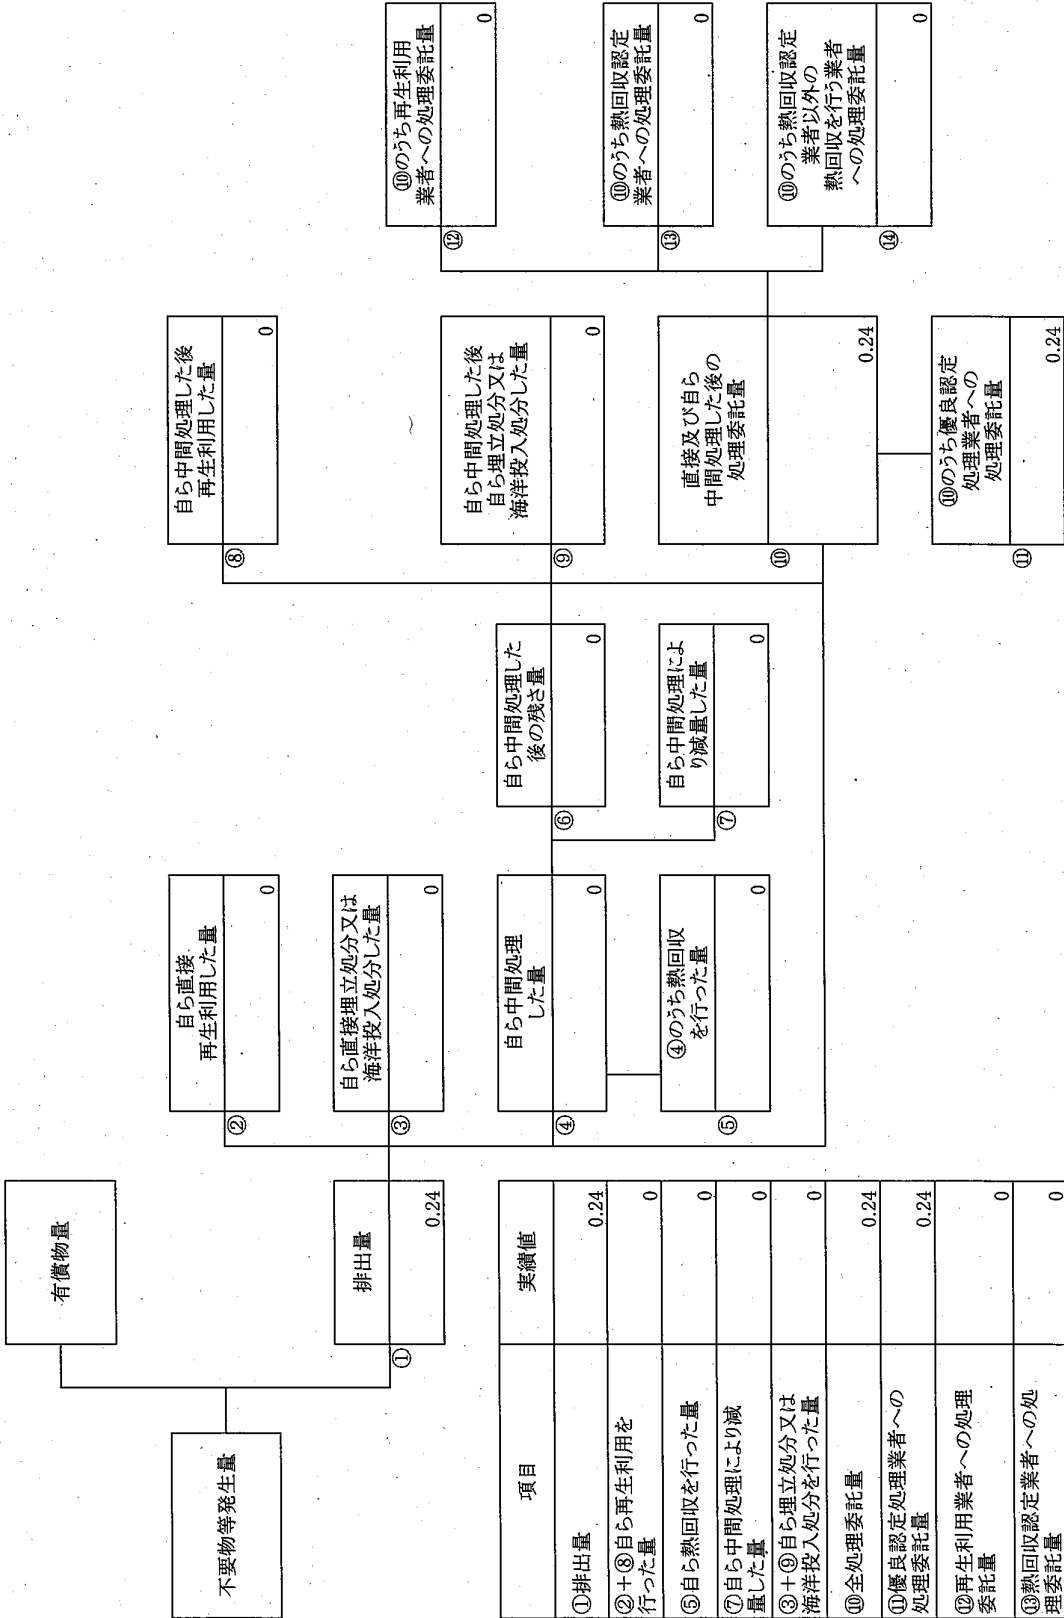 不要物等発生量
有償物量
①
排出量
0.24
②
自ら直接
再生利用した量
0
③
自ら直接埋立処分又は
海洋投入処分した量
0
④
自ら中間処理
した量
0
⑤
④のうち熱回収
を行った量
0
⑥
自ら中間処理した
後の残さ量
0
⑦
自ら中間処理によ
り減量した量
0
⑧
自ら中間処理した後
再生利用した量
0
⑨
自ら中間処理した後
自ら埋立処分又は
海洋投入処分した量
0
⑩
直接及び自ら
中間処理した後の
処理委託量
0.24
⑪
⑩のうち優良認定
処理業者への
処理委託量
0.24
⑫
⑩のうち再生利用
業者への処理委託量
0
⑬
⑩のうち熱回収認定
業者への処理委託量
0
⑭
⑩のうち熱回収認定
業者以外の
熱回収を行う業者
への処理委託量
0
項目 実績値
①排出量 0.24
②+⑧自ら再生利用を
行った量 0
⑤自ら熱回収を行った量 0
⑦自ら中間処理により減
量した量 0
③+⑨自ら埋立処分又は
海洋投入処分を行った量 0
⑩全処理委託量 0.24
⑪優良認定処理業者への
処理委託量 0.24
⑫再生利用業者への処理
委託量 0
⑬熱回収認定業者への処
理委託量 0